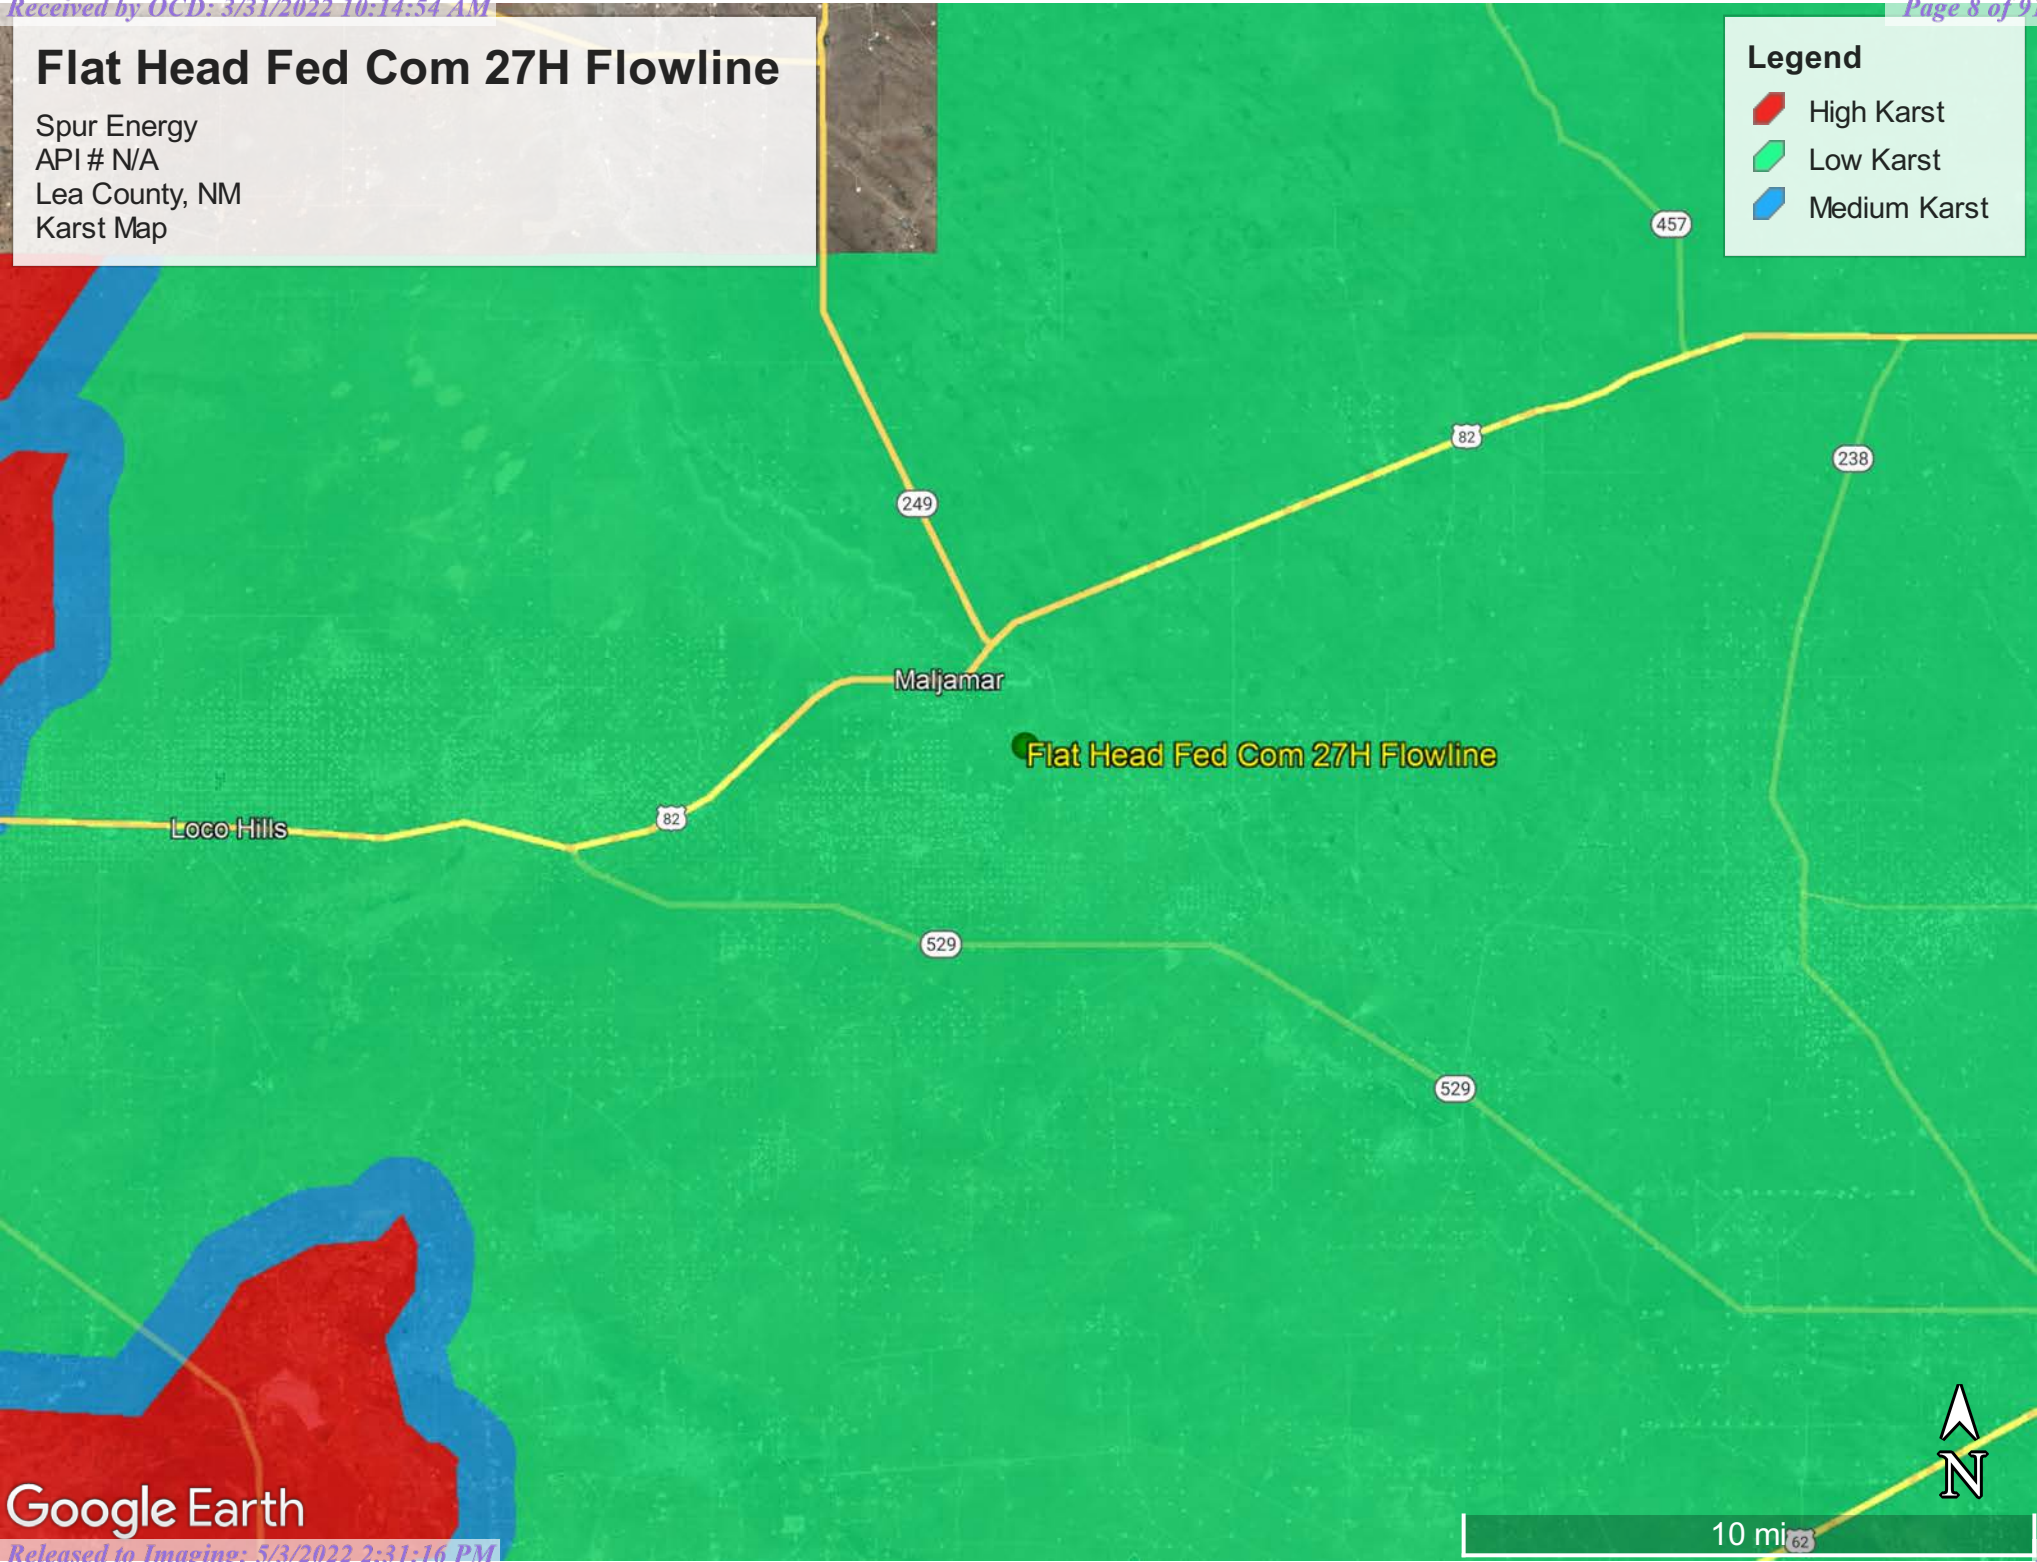 Received by OCD: 3/31/2022 10:14:54 AM
Page 8 of 9
Flat Head Fed Com 27H Flowline
Spur Energy
API # N/A
Lea County, NM
Karst Map
Legend
High Karst
Low Karst
Medium Karst
457
82
238
249
Maljamar
Flat Head Fed Com 27H Flowline
82
Loco Hills
529
529
N
Google Earth
10 mi
62
Released to Imaging: 5/3/2022 2:31:16 PM